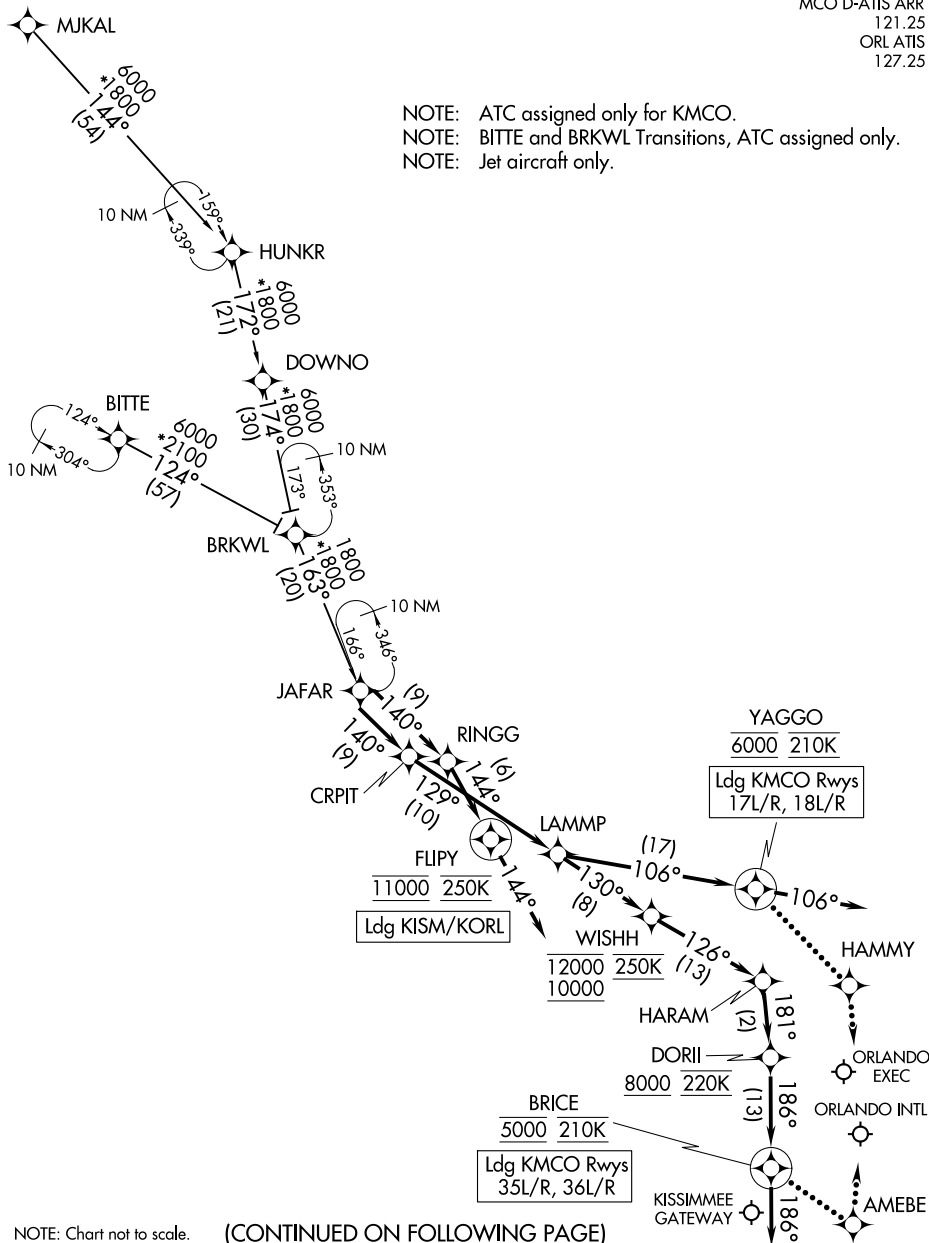 MCO D-ATIS ARR
121.25
ORL ATIS
127.25
MJKAL
6000
*1800
144°
(54)
NOTE: ATC assigned only for KMCO.
NOTE: BITTE and BRKWL Transitions, ATC assigned only.
NOTE: Jet aircraft only.
10 NM
159°
339°
HUNKR
6000
*1800
172°
(21)
DOWNO
6000
*1800
174°
(30)
BITTE
124°
304°
10 NM
6000
*2100
124°
(57)
10 NM
173°
353°
BRKWL
1800
*1800
163°
(20)
10 NM
166°
346°
JAFAR
(9)
140°
140°
(9)
RINGG
(6)
144°
CRPIT
129°
(10)
YAGGO
6000 210K
Ldg KMCO Rwys
17L/R, 18L/R
LAMMP
(17)
106°
106°
FLIPY
11000 250K
Ldg KISM/KORL
144°
130°
(8)
WISHH
12000 250K
10000
126°
(13)
HAMMY
HARAM
181°
(2)
DORII
8000 220K
ORLANDO
EXEC
186°
(13)
ORLANDO INTL
BRICE
5000 210K
Ldg KMCO Rwys
35L/R, 36L/R
KISSIMMEE
GATEWAY
186°
AMEBE
NOTE: Chart not to scale.
(CONTINUED ON FOLLOWING PAGE)